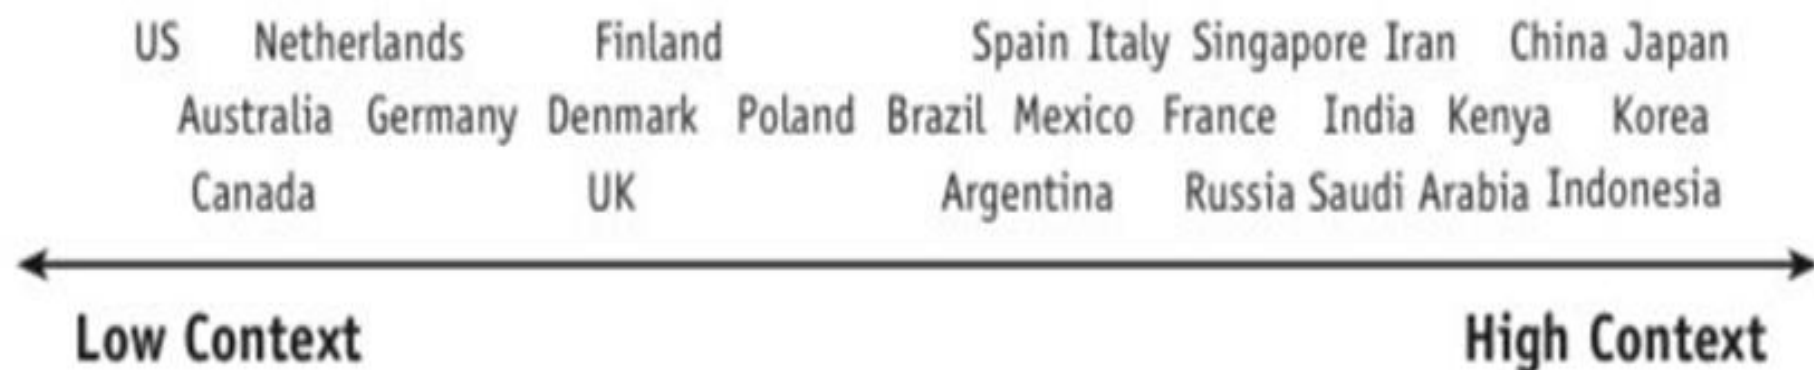 US Netherlands Finland Spain Italy Singapore Iran China Japan
Australia Germany Denmark Poland Brazil Mexico France India Kenya Korea
Canada UK Argentina Russia Saudi Arabia Indonesia
Low Context High Context